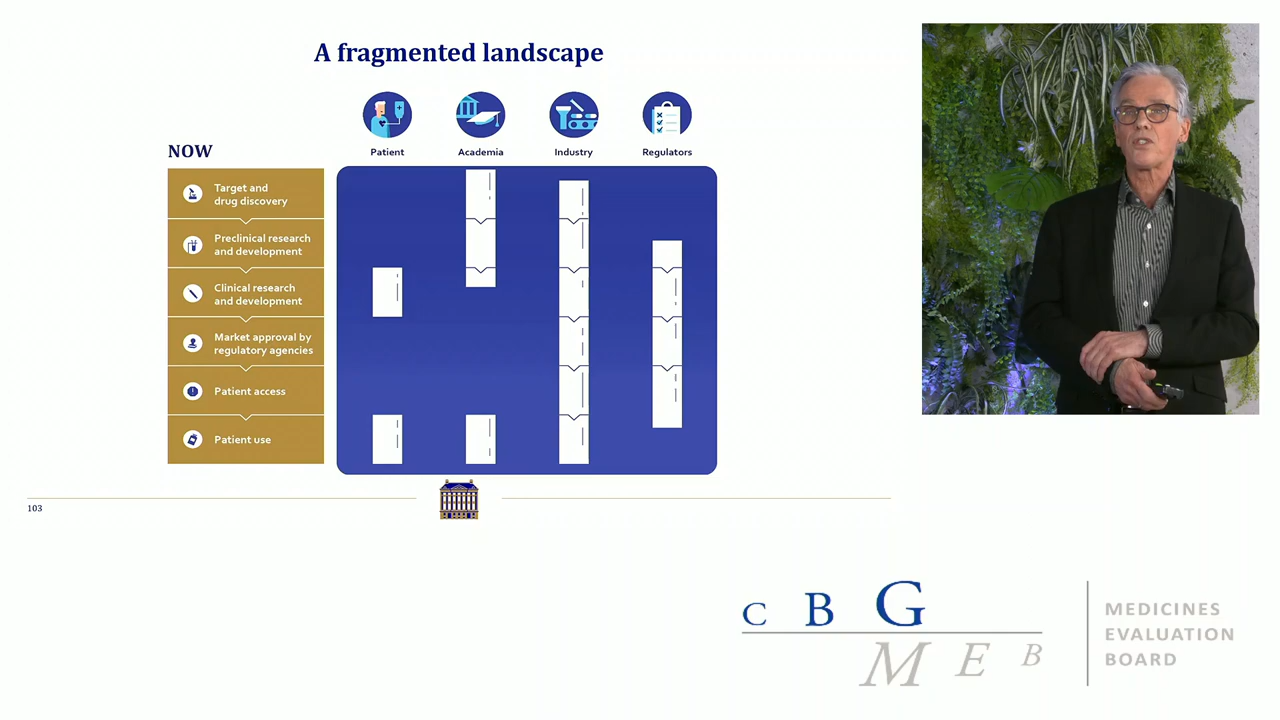 A fragmented landscape
Patient
Academia
Industry
Regulators
NOW
Target and
drug discovery
Preclinical research
and development
Clinical research
and development
Market approval by
regulatory agencies
Patient access
Patient use
103
C B G
M E B
MEDICINES
EVALUATION
BOARD